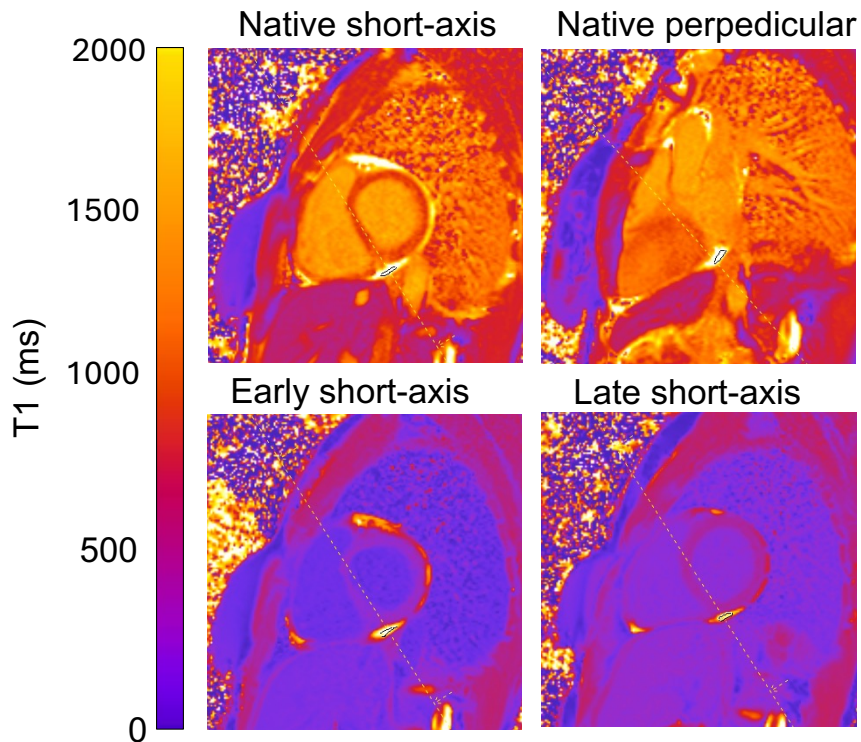 Native short-axis
Native perpedicular
2000
1500
1000
500
0
T1 (ms)
Early short-axis
Late short-axis